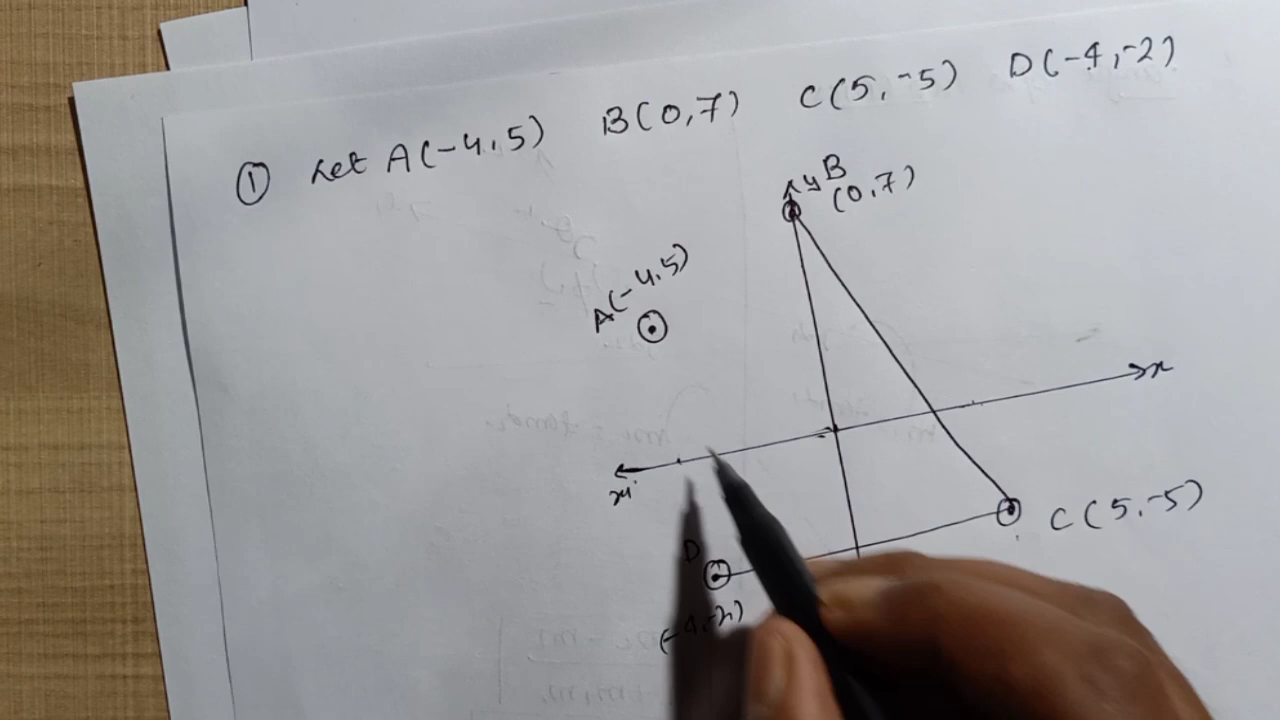 ① Let A(-4,5) B(0,7) C(5,-5) D(-4,-2)
y B
(0,7)
A(-4,5)
x
x'
C(5,-5)
D
(-4,-2)